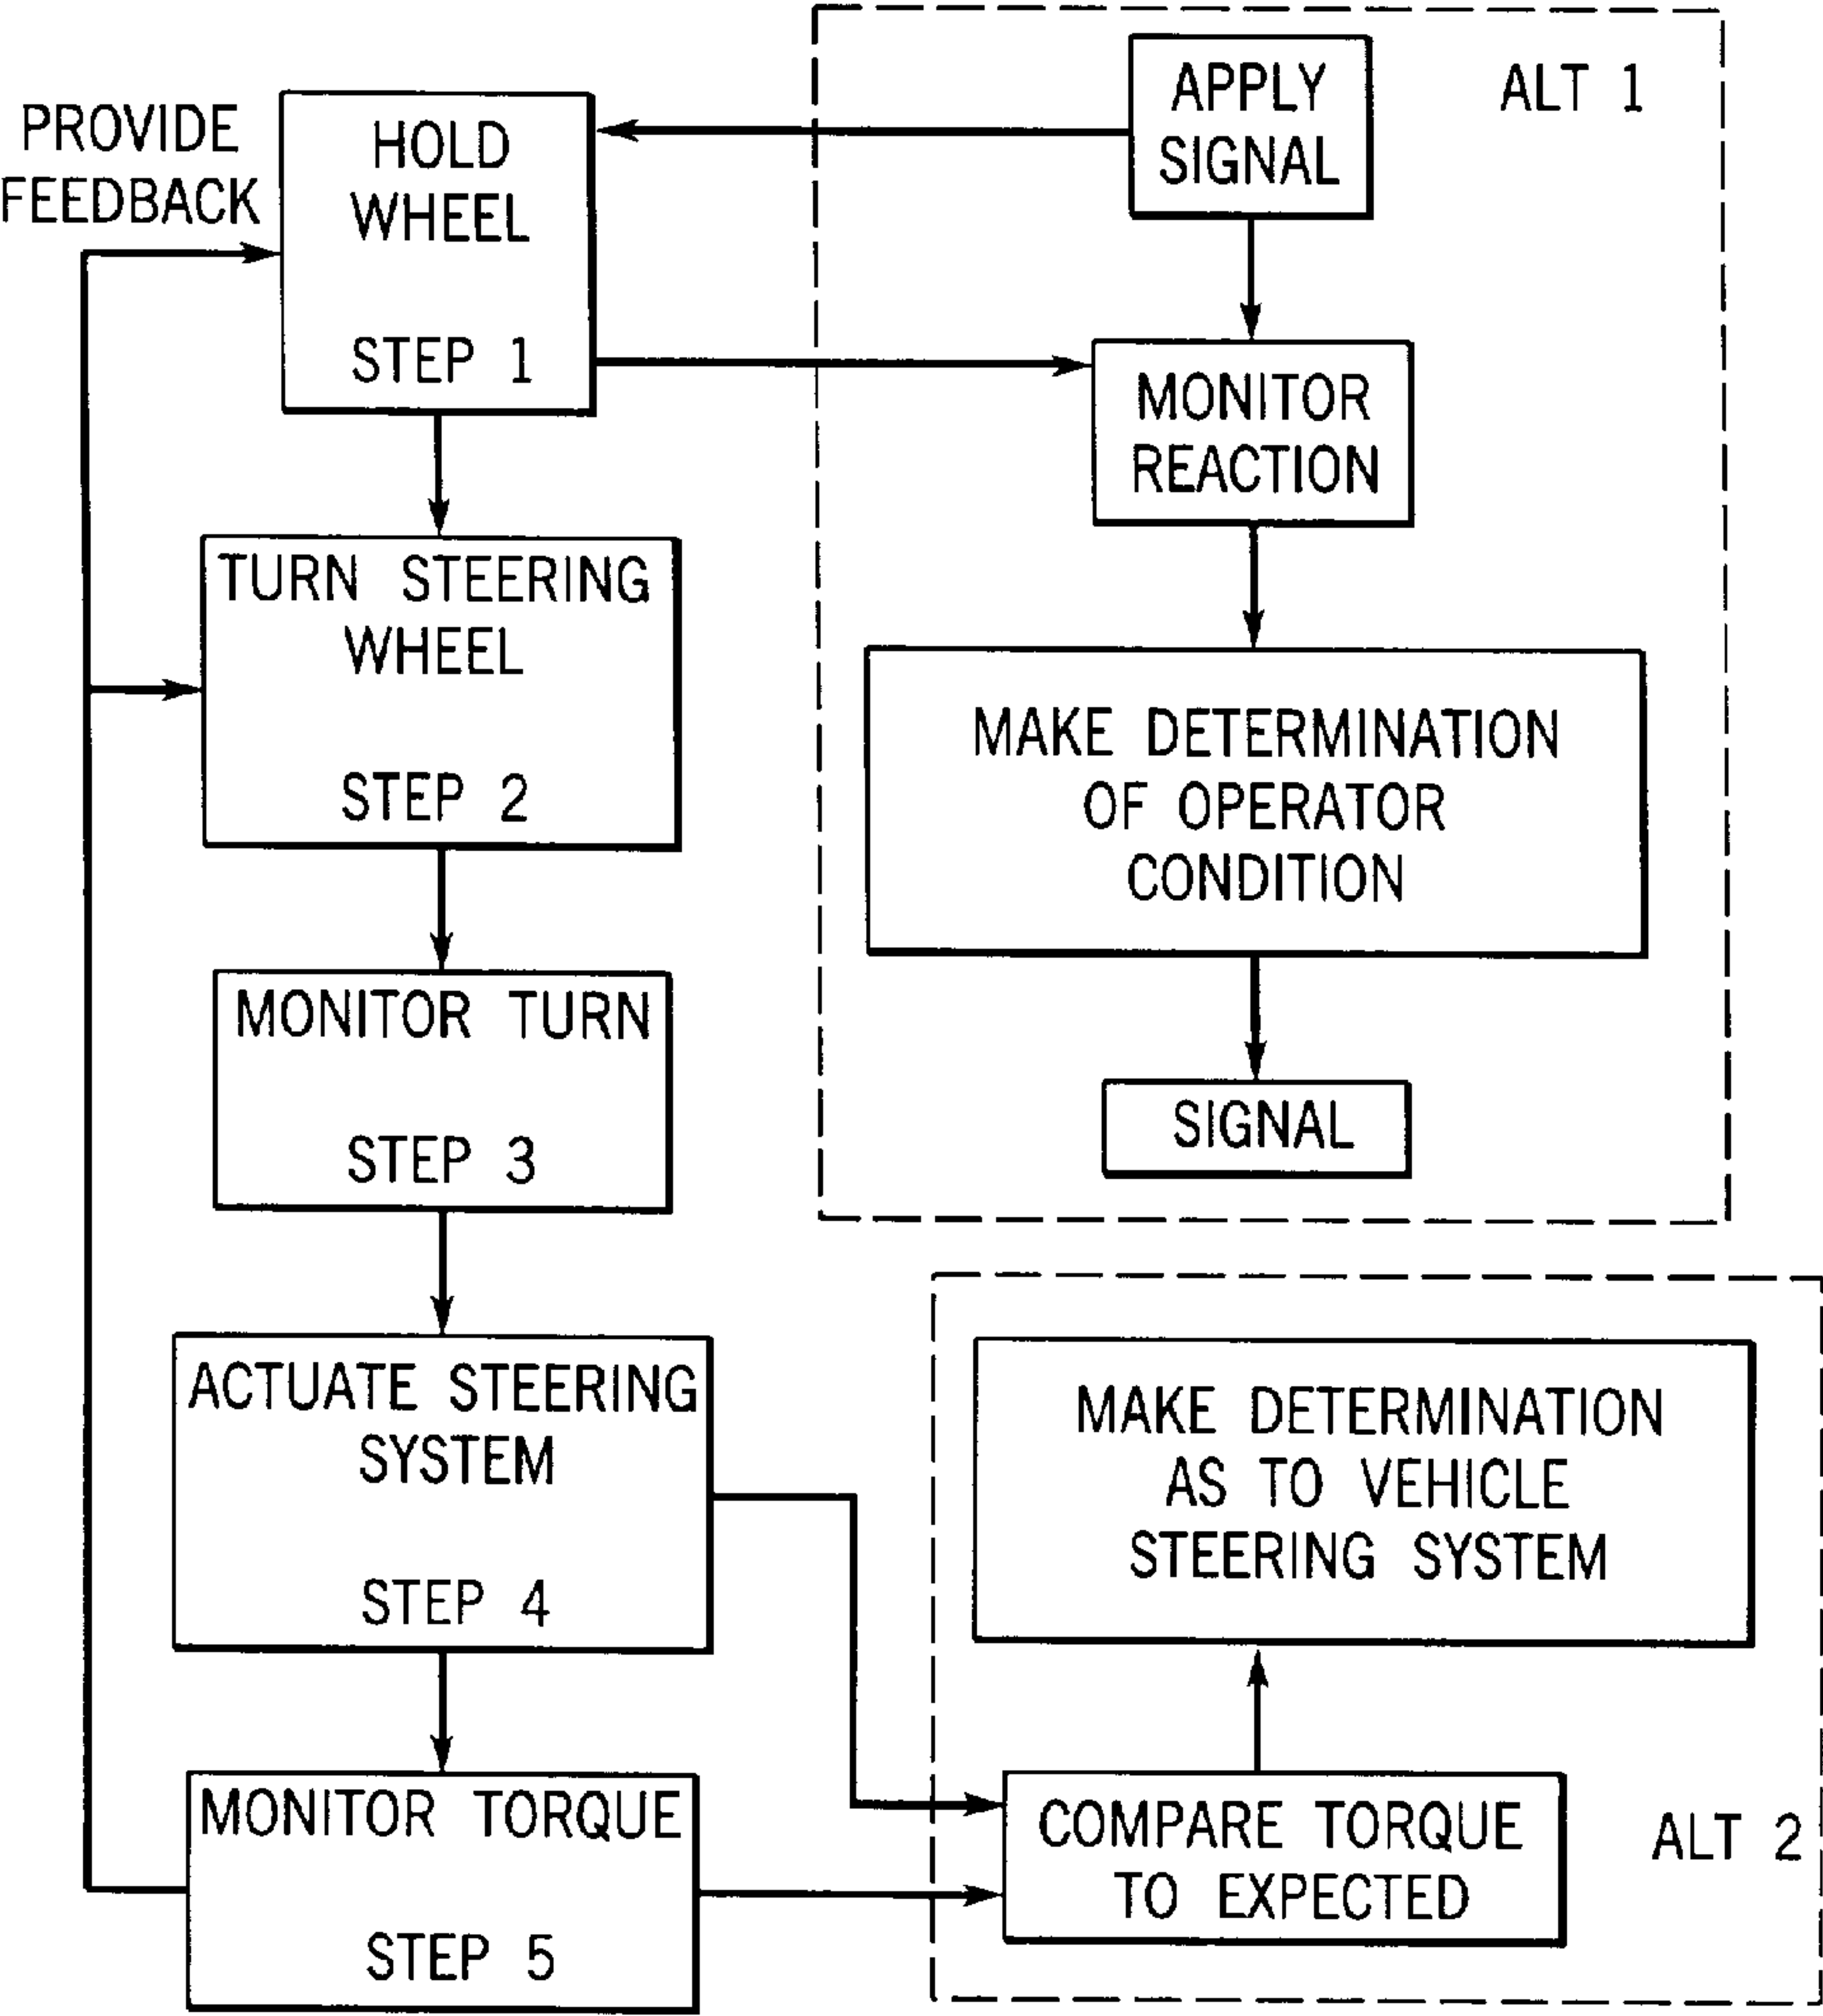 PROVIDE
FEEDBACK
HOLD
WHEEL
STEP 1
TURN STEERING
WHEEL
STEP 2
MONITOR TURN
STEP 3
ACTUATE STEERING
SYSTEM
STEP 4
MONITOR TORQUE
STEP 5
ALT 1
APPLY
SIGNAL
MONITOR
REACTION
MAKE DETERMINATION
OF OPERATOR
CONDITION
SIGNAL
MAKE DETERMINATION
AS TO VEHICLE
STEERING SYSTEM
COMPARE TORQUE
TO EXPECTED
ALT 2